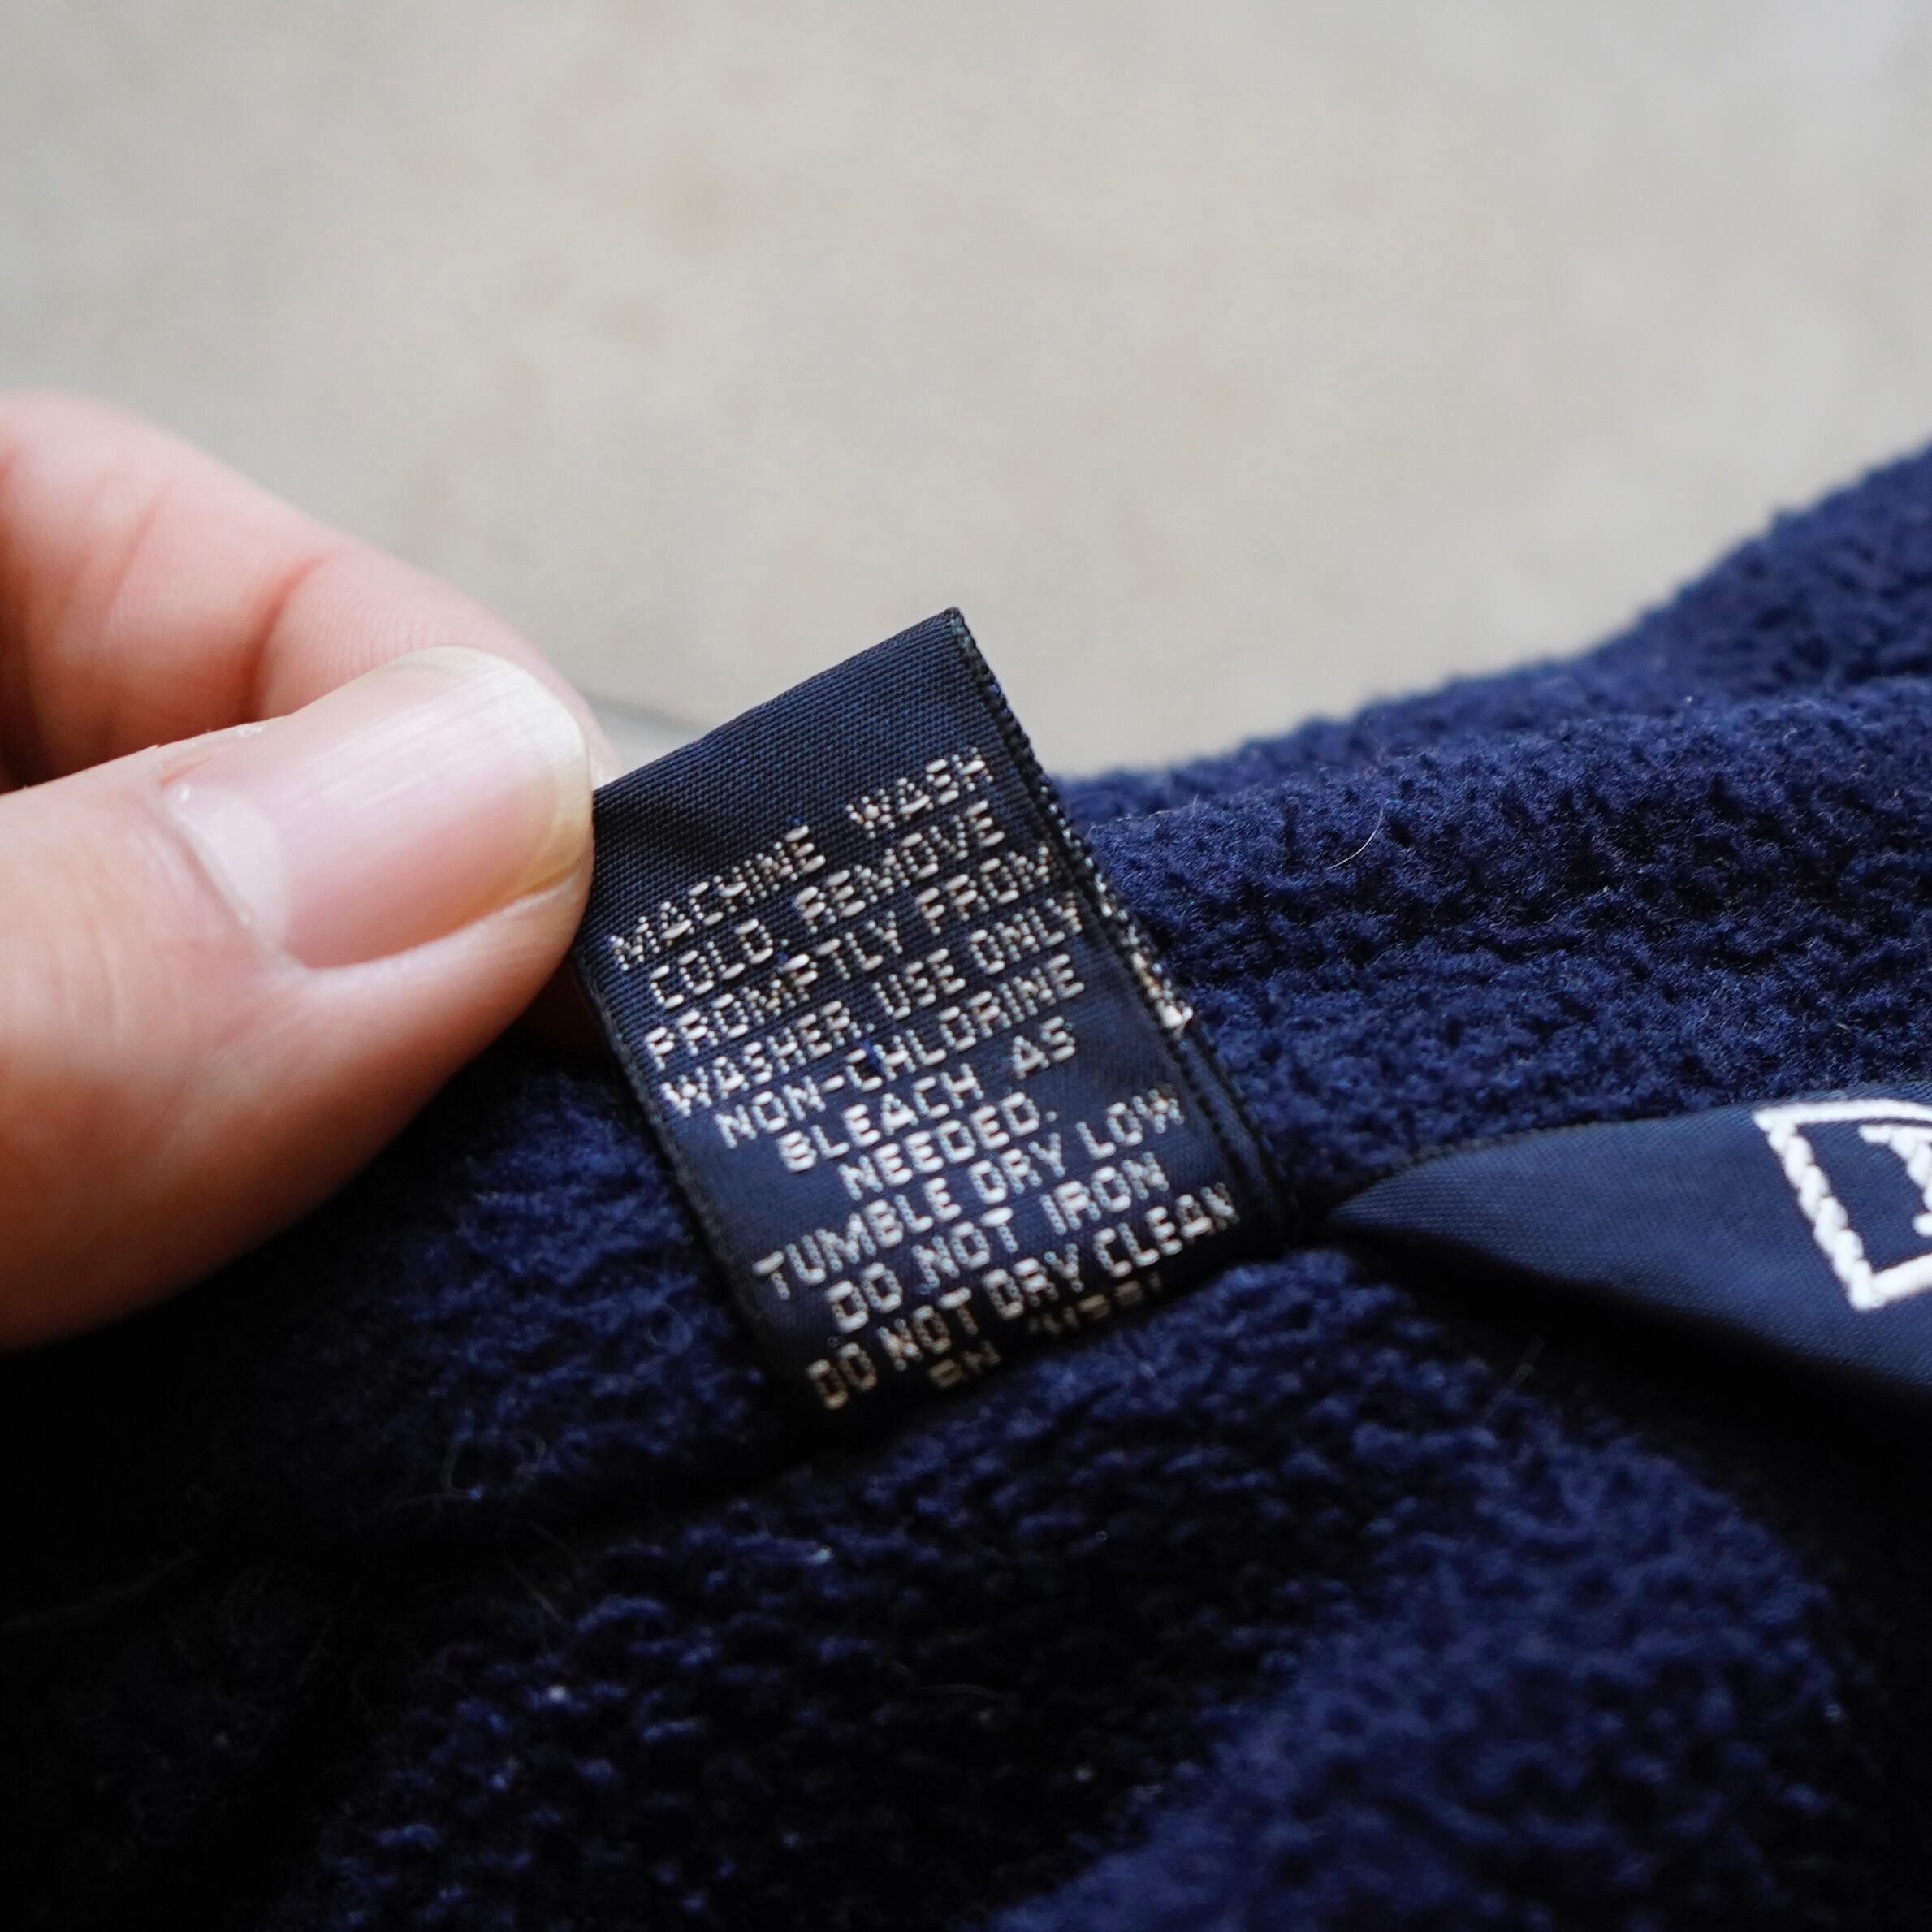 MACHINE WASH
COLD. REMOVE
PROMPTLY FROM
WASHER. USE ONLY
NON-CHLORINE
BLEACH AS
NEEDED.
TUMBLE DRY LOW
DO NOT IRON
DO NOT DRY CLEAN